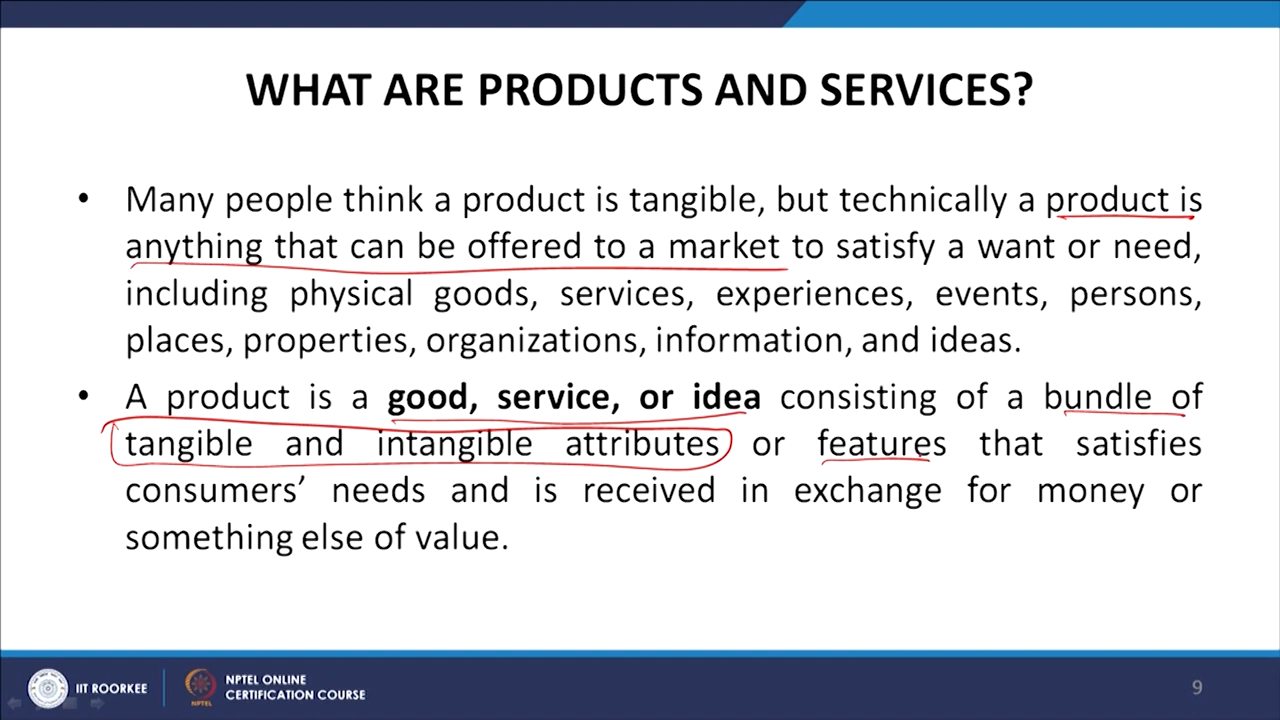 WHAT ARE PRODUCTS AND SERVICES?
• Many people think a product is tangible, but technically a product is
anything that can be offered to a market to satisfy a want or need,
including physical goods, services, experiences, events, persons,
places, properties, organizations, information, and ideas.
• A product is a good, service, or idea consisting of a bundle of
tangible and intangible attributes or features that satisfies
consumers’ needs and is received in exchange for money or
something else of value.
IIT ROORKEE
NPTEL
NPTEL ONLINE
CERTIFICATION COURSE
9